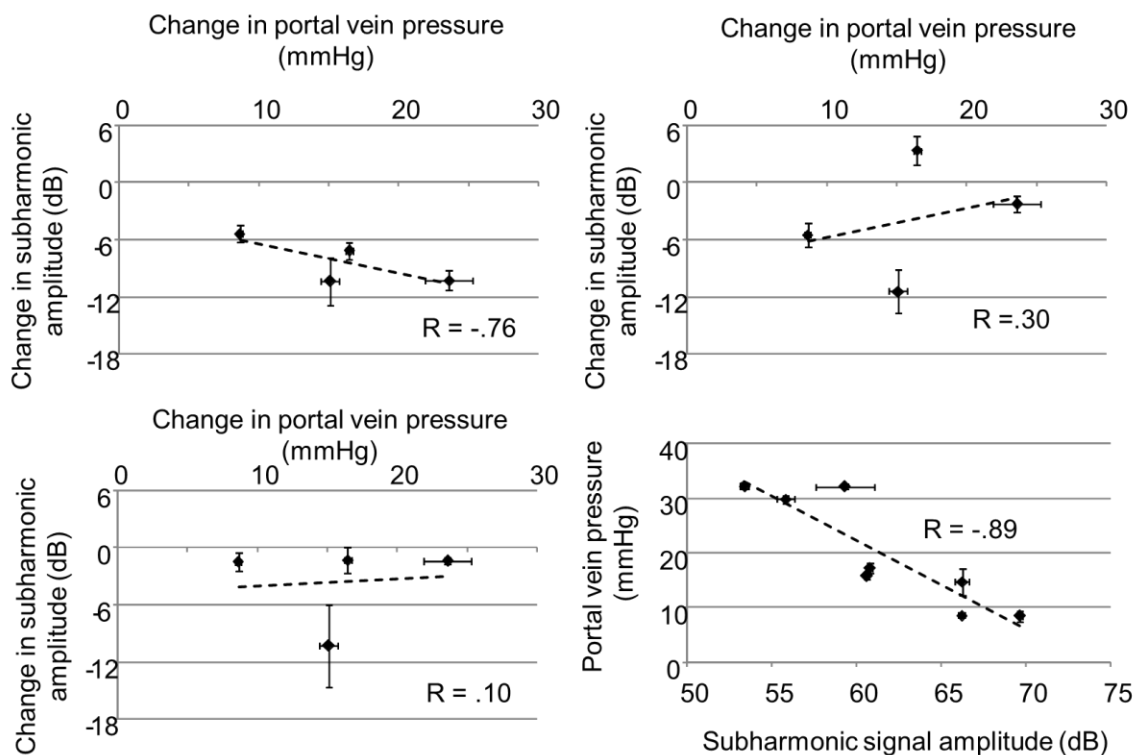 Change in portal vein pressure
(mmHg)
0 10 20 30
6
0
-6
-12
-18
Change in subharmonic
amplitude (dB)
R = -.76
Change in portal vein pressure
(mmHg)
0 10 20 30
6
0
-6
-12
-18
Change in subharmonic
amplitude (dB)
R =.30
Change in portal vein pressure
(mmHg)
0 10 20 30
6
0
-6
-12
-18
Change in subharmonic
amplitude (dB)
R = .10
40
30
20
10
0
Portal vein pressure
(mmHg)
R = -.89
50 55 60 65 70 75
Subharmonic signal amplitude (dB)